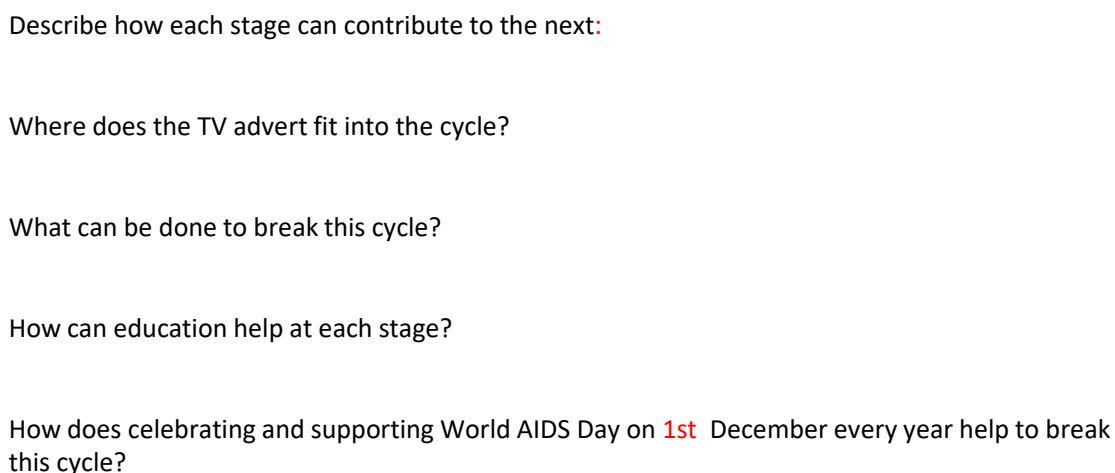 Describe how each stage can contribute to the next:
Where does the TV advert fit into the cycle?
What can be done to break this cycle?
How can education help at each stage?
How does celebrating and supporting World AIDS Day on 1st  December every year help to break
this cycle?